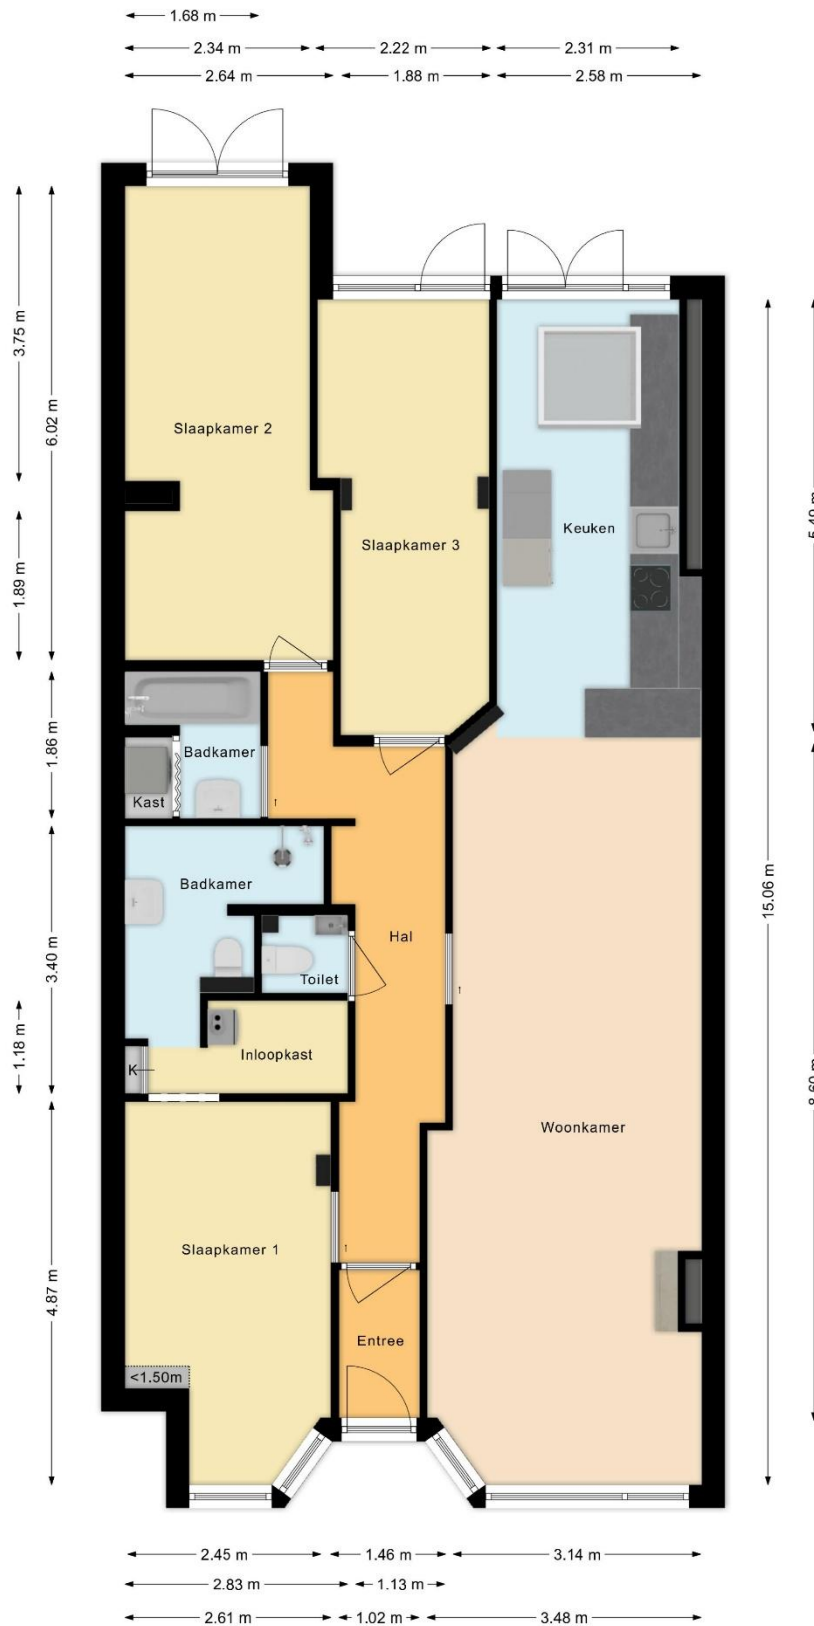 1.68 m
2.34 m
2.22 m
2.31 m
2.64 m
1.88 m
2.58 m
3.75 m
6.02 m
Slaapkamer 2
Slaapkamer 3
Keuken
1.89 m
1.86 m
Badkamer
Kast
15.06 m
Badkamer
Hal
3.40 m
Toilet
1.18 m
Inloopkast
K
Woonkamer
Slaapkamer 1
4.87 m
Entree
<1.50m
2.45 m
1.46 m
3.14 m
2.83 m
1.13 m
2.61 m
1.02 m
3.48 m